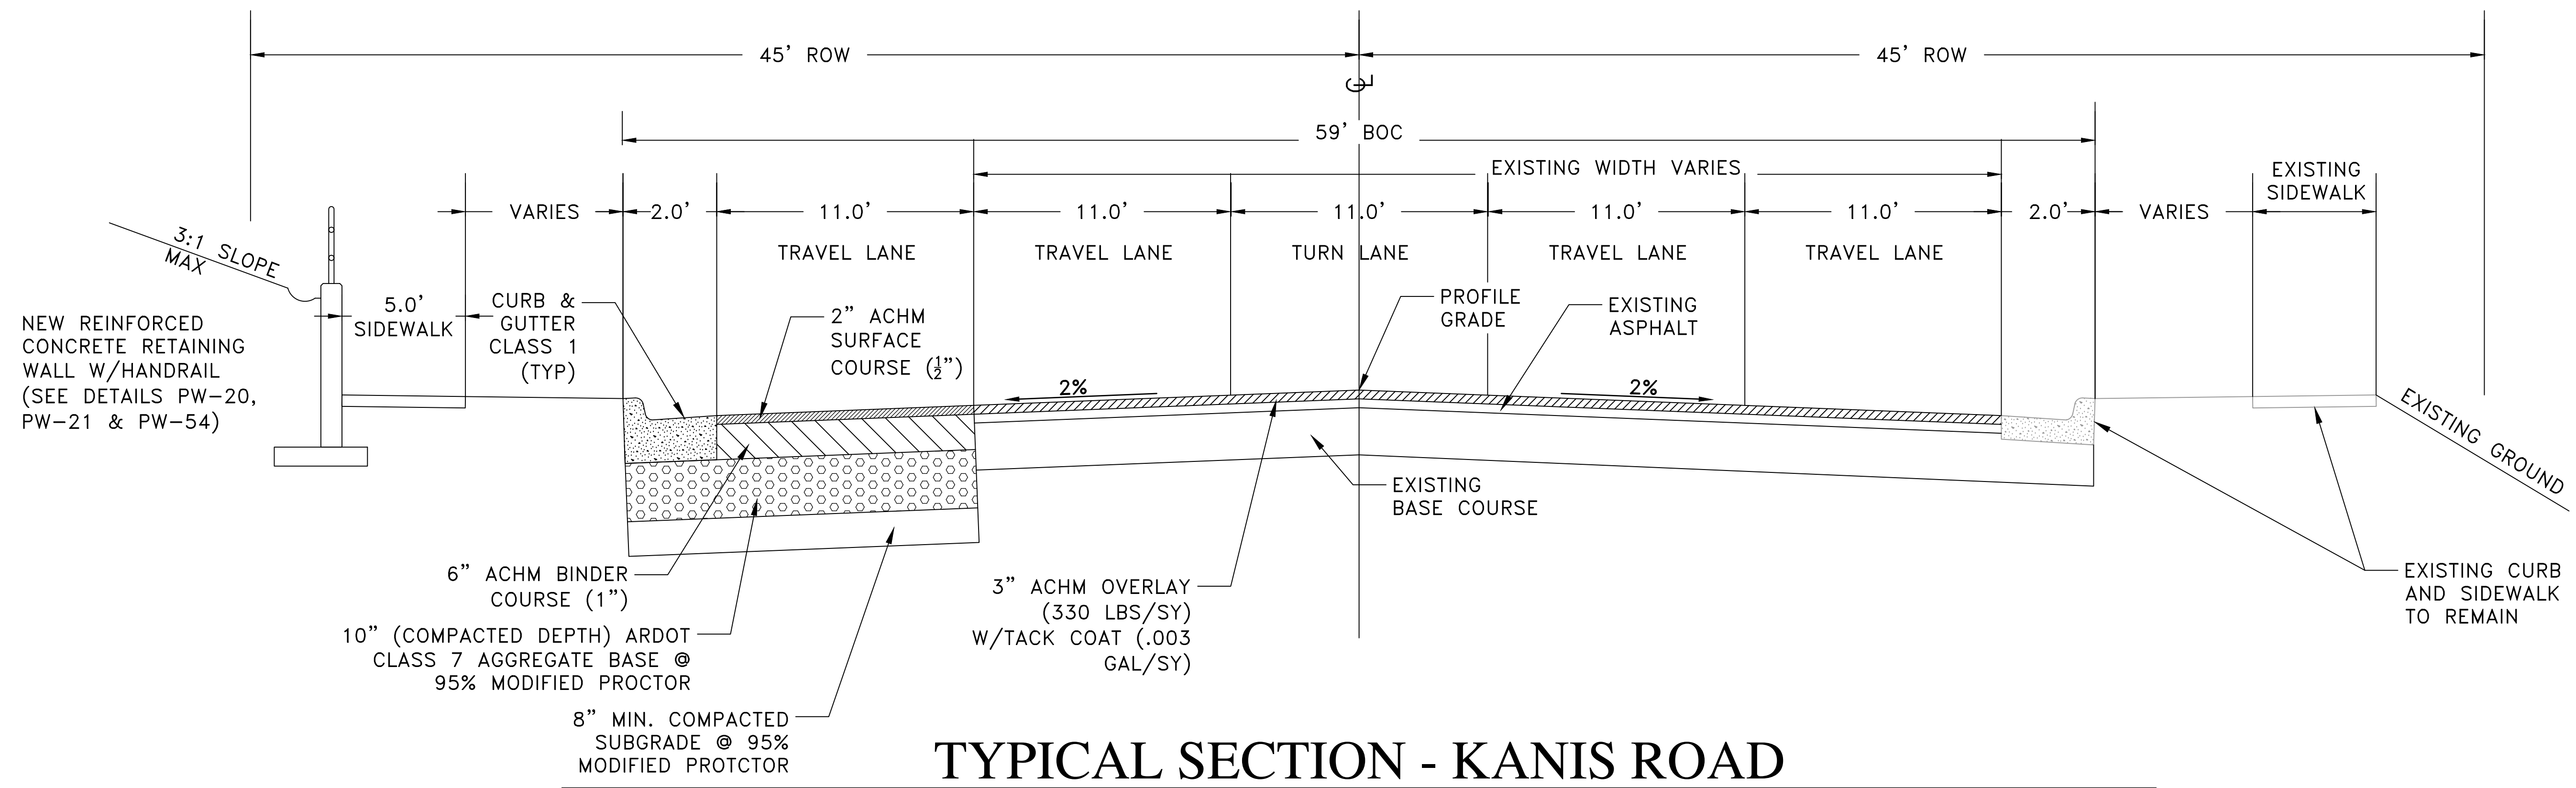 45' ROW
45' ROW
℄
59' BOC
EXISTING WIDTH VARIES
EXISTING
SIDEWALK
VARIES
2.0'
11.0'
11.0'
11.0'
11.0'
11.0'
2.0'
VARIES
TRAVEL LANE
TRAVEL LANE
TURN LANE
TRAVEL LANE
TRAVEL LANE
3:1 SLOPE
MAX
5.0'
SIDEWALK
NEW REINFORCED
CONCRETE RETAINING
WALL W/HANDRAIL
(SEE DETAILS PW-20,
PW-21 & PW-54)
CURB &
GUTTER
CLASS 1
(TYP)
2" ACHM
SURFACE
COURSE (½")
PROFILE
GRADE
EXISTING
ASPHALT
2%
2%
EXISTING GROUND
EXISTING
BASE COURSE
6" ACHM BINDER
COURSE (1")
10" (COMPACTED DEPTH) ARDOT
CLASS 7 AGGREGATE BASE @
95% MODIFIED PROCTOR
8" MIN. COMPACTED
SUBGRADE @ 95%
MODIFIED PROTCTOR
3" ACHM OVERLAY
(330 LBS/SY)
W/TACK COAT (.003
GAL/SY)
EXISTING CURB
AND SIDEWALK
TO REMAIN
TYPICAL SECTION - KANIS ROAD